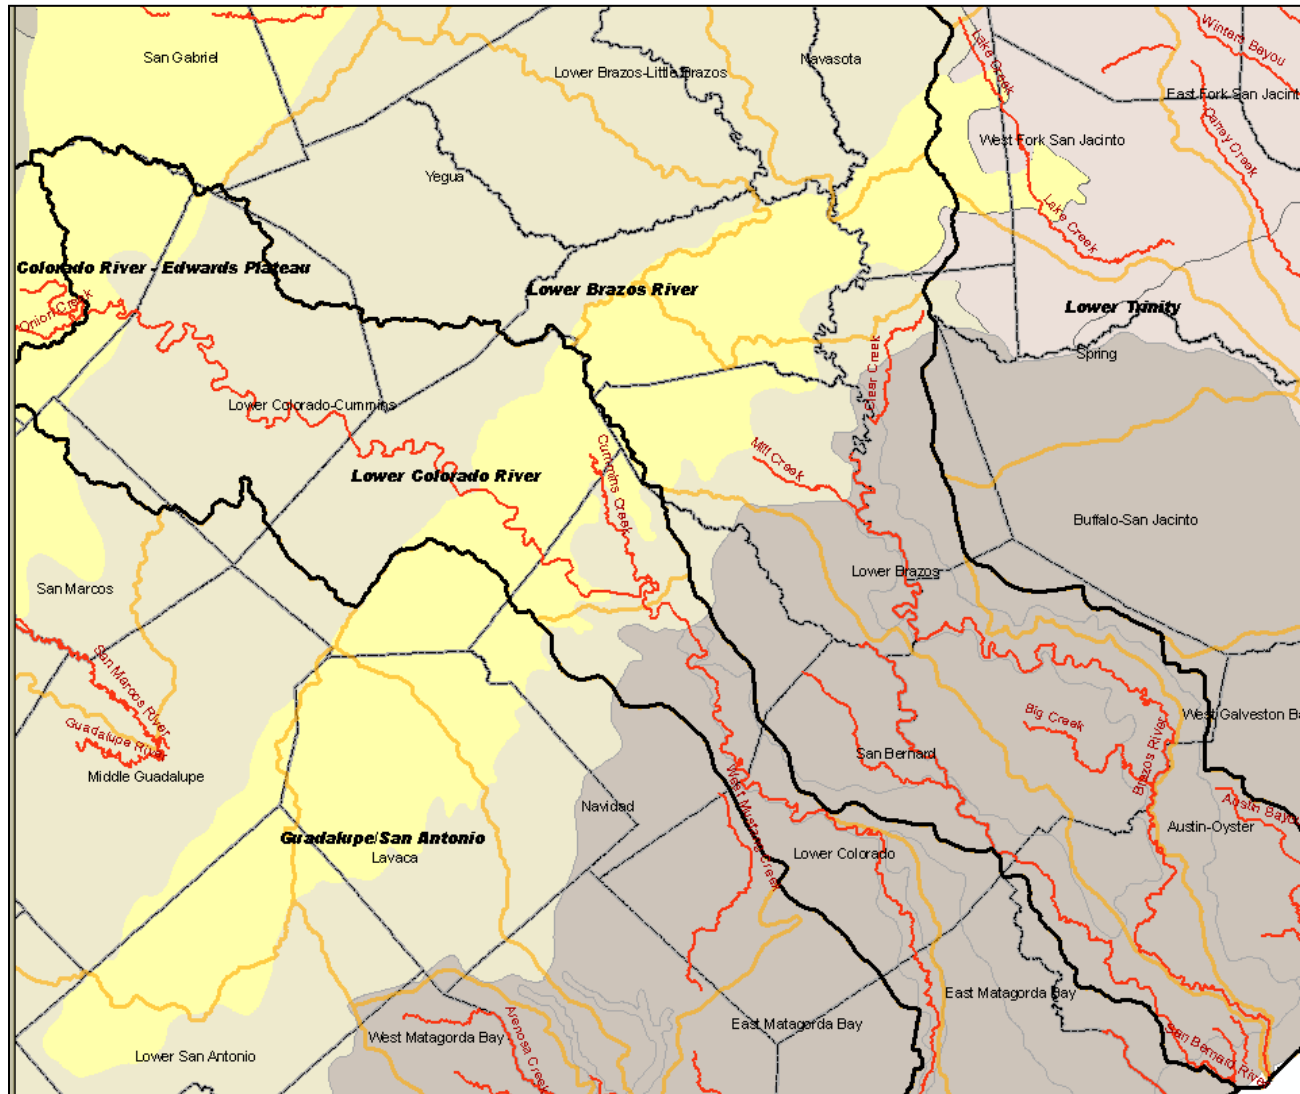 Winters Bayou
Lake Creek
San Gabriel
Navasota
Lower Brazos-Little Brazos
East Fork San Jacint
Caney Creek
West Fork San Jacinto
Yegua
Lake Creek
Colorado River - Edwards Plateau
Lower Brazos River
Onion Creek
Lower Trinity
Spring
Clear Creek
Lower Colorado-Cummins
Mill Creek
Cummins Creek
Lower Colorado River
Buffalo-San Jacinto
Lower Brazos
San Marcos
San Marcos River
Guadalupe River
Big Creek
West Galveston Ba
San Bernard
Brazos River
Middle Guadalupe
West Mustang Creek
Navidad
Austin Bayo
Austin-Oyster
Guadalupe/San Antonio
Lavaca
Lower Colorado
East Matagorda Bay
East Matagorda Bay
West Matagorda Bay
Arenosa Creek
Lower San Antonio
San Bernard River